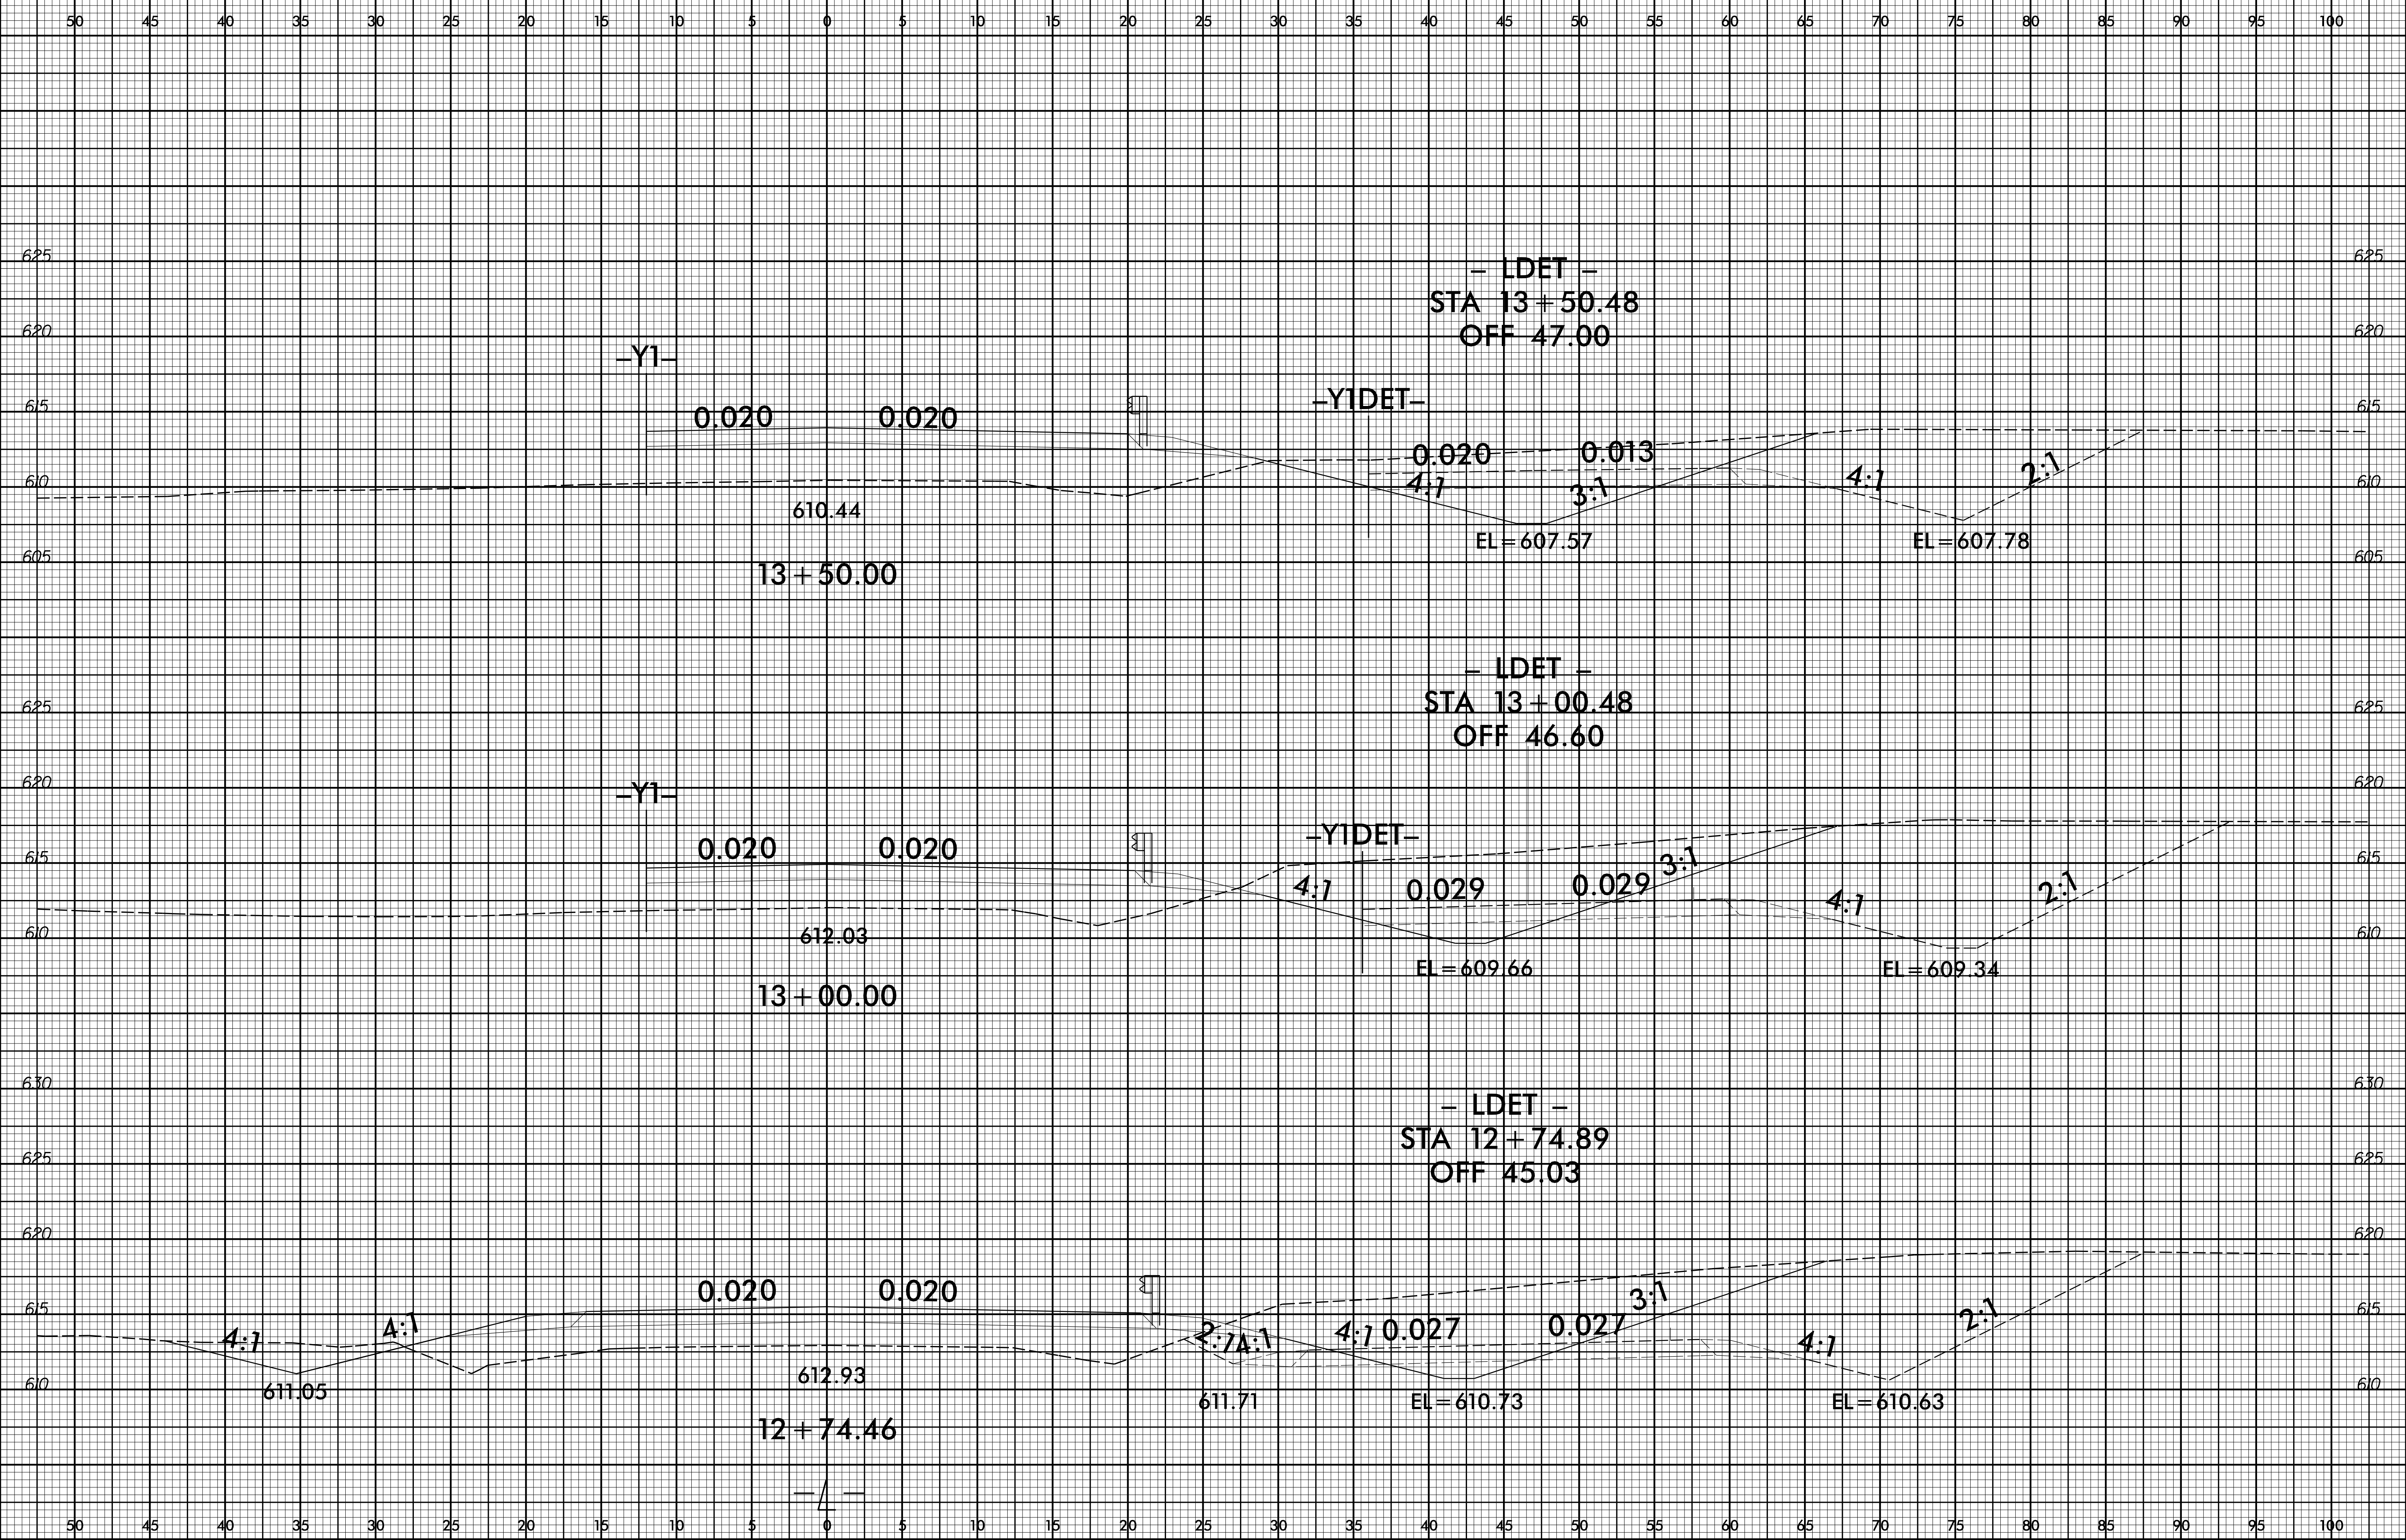 50 45 40 35 30 25 20 15 10 5 0 5 10 15 20 25 30 35 40 45 50 55 60 65 70 75 80 85 90 95 100
625 625
– LDET –
STA 13+50.48
OFF 47.00
620 620
–Y1–
–Y1DET–
615 615
0.020 0.020
0.020 0.013
4:1 3:1 4:1 2:1
610 610
610.44
EL=607.57 EL=607.78
605 605
13+50.00
– LDET –
STA 13+00.48
OFF 46.60
625 625
620 620
–Y1–
–Y1DET–
0.020 0.020
615 615
4:1 0.029 0.029 3:1 4:1 2:1
610 610
612.03
EL=609.66 EL=609.34
13+00.00
630 630
– LDET –
STA 12+74.89
OFF 45.03
625 625
620 620
0.020 0.020
615 615
4:1 4:1 2:1 4:1 4:1 0.027 0.027 3:1 4:1 2:1
610 610
611.05 612.93 611.71 EL=610.73 EL=610.63
12+74.46
–L–
50 45 40 35 30 25 20 15 10 5 0 5 10 15 20 25 30 35 40 45 50 55 60 65 70 75 80 85 90 95 100